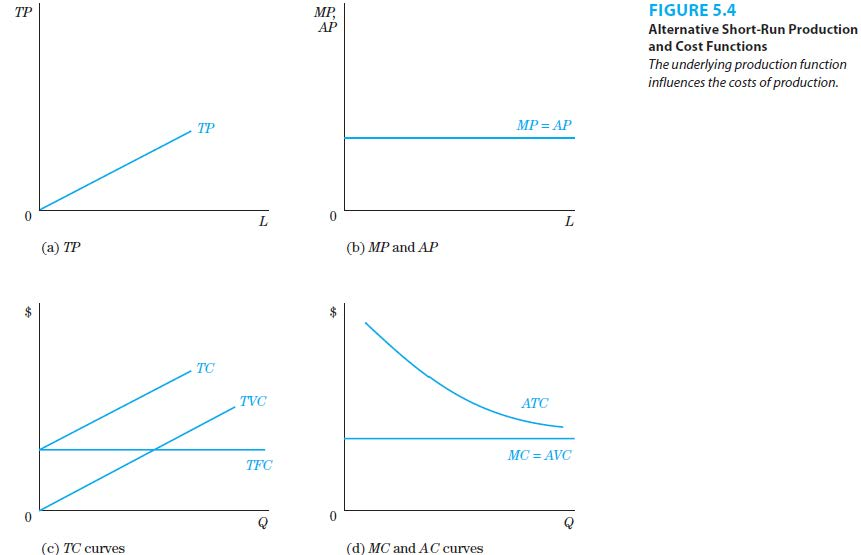 TP
TP
0
L
(a) TP
MP,
AP
MP = AP
0
L
(b) MP and AP
FIGURE 5.4
Alternative Short-Run Production
and Cost Functions
The underlying production function
influences the costs of production.
$
TC
TVC
TFC
0
Q
(c) TC curves
$
ATC
MC = AVC
0
Q
(d) MC and AC curves